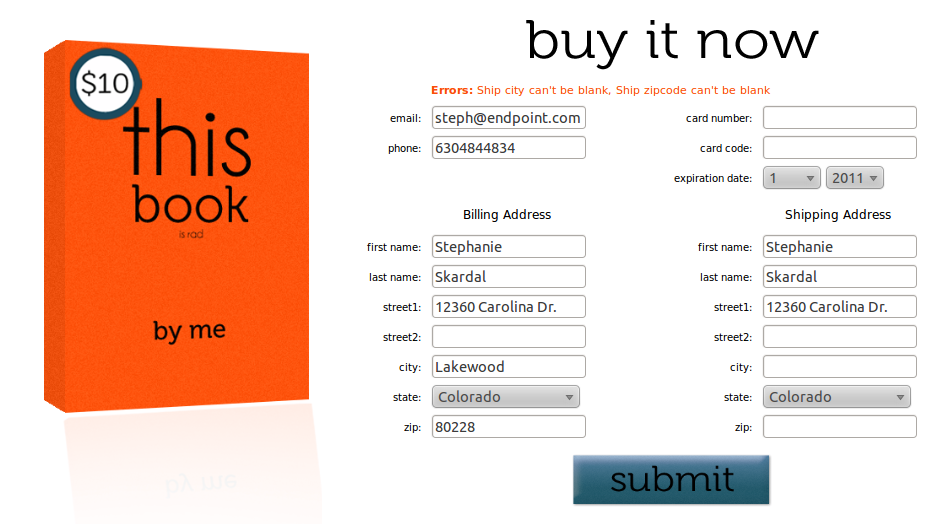 $10
this
book
is rad
by me
buy it now
Errors: Ship city can't be blank, Ship zipcode can't be blank
email: steph@endpoint.com
card number:
phone: 6304844834
card code:
expiration date: 1 2011
Billing Address
Shipping Address
first name: Stephanie
first name: Stephanie
last name: Skardal
last name: Skardal
street1: 12360 Carolina Dr.
street1: 12360 Carolina Dr.
street2:
street2:
city: Lakewood
city:
state: Colorado
state: Colorado
zip: 80228
zip:
submit
by me